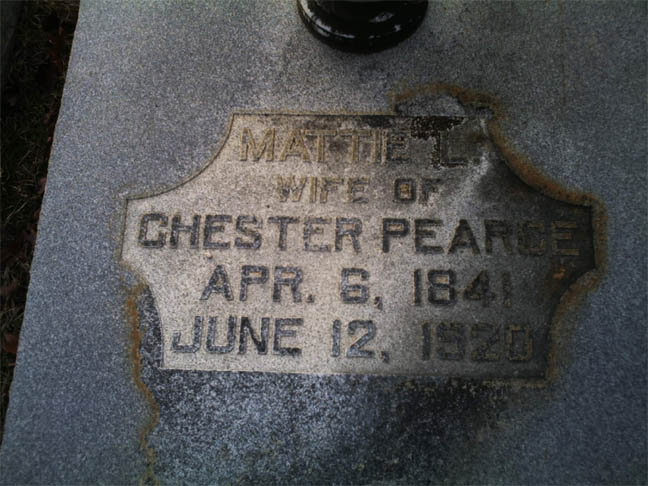 MATTIE L.
WIFE OF
CHESTER PEARCE
APR. 6, 1841
JUNE 12, 1920